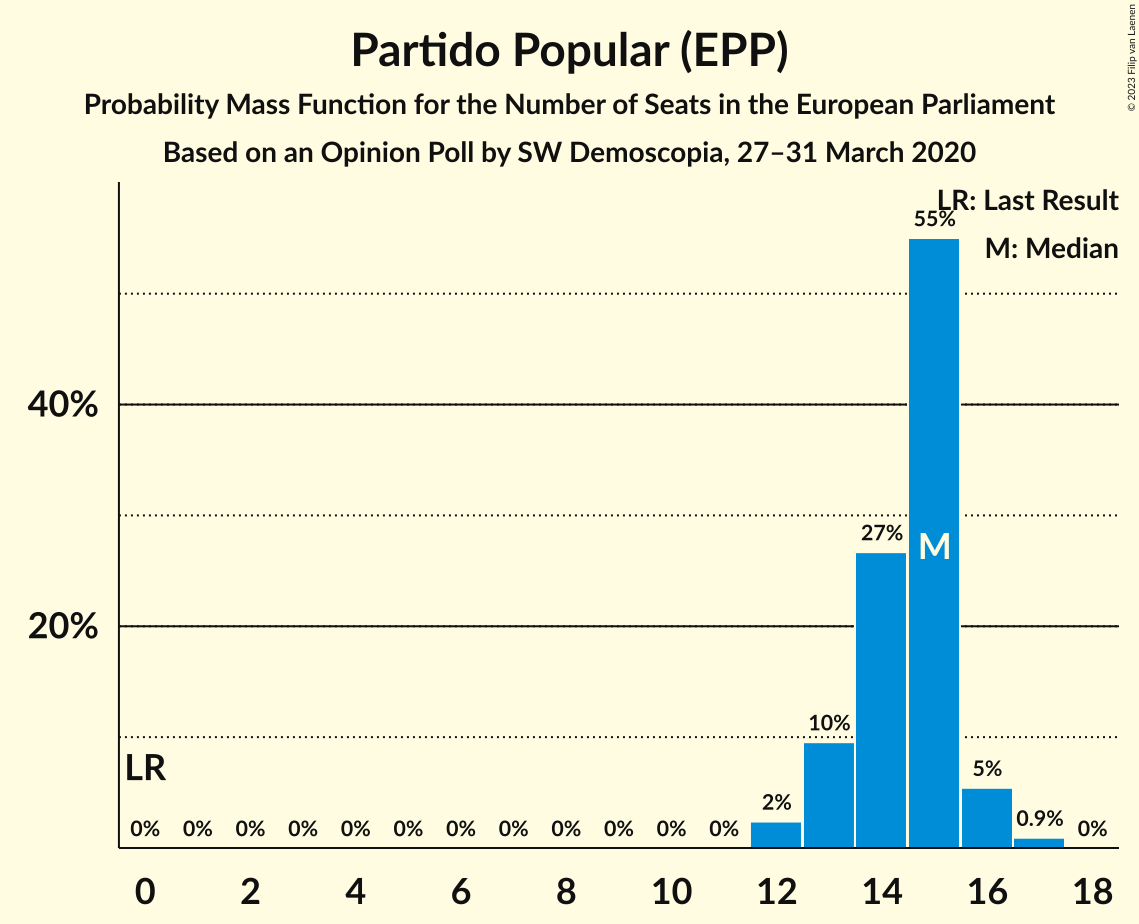 Partido Popular (EPP)
Probability Mass Function for the Number of Seats in the European Parliament
Based on an Opinion Poll by SW Demoscopia, 27–31 March 2020
© 2023 Filip van Laenen
LR: Last Result
M: Median
55%
40%
27%
M
20%
10%
LR
5%
2%
0.9%
0% 0% 0% 0% 0% 0% 0% 0% 0% 0% 0% 0% 0%
0 2 4 6 8 10 12 14 16 18